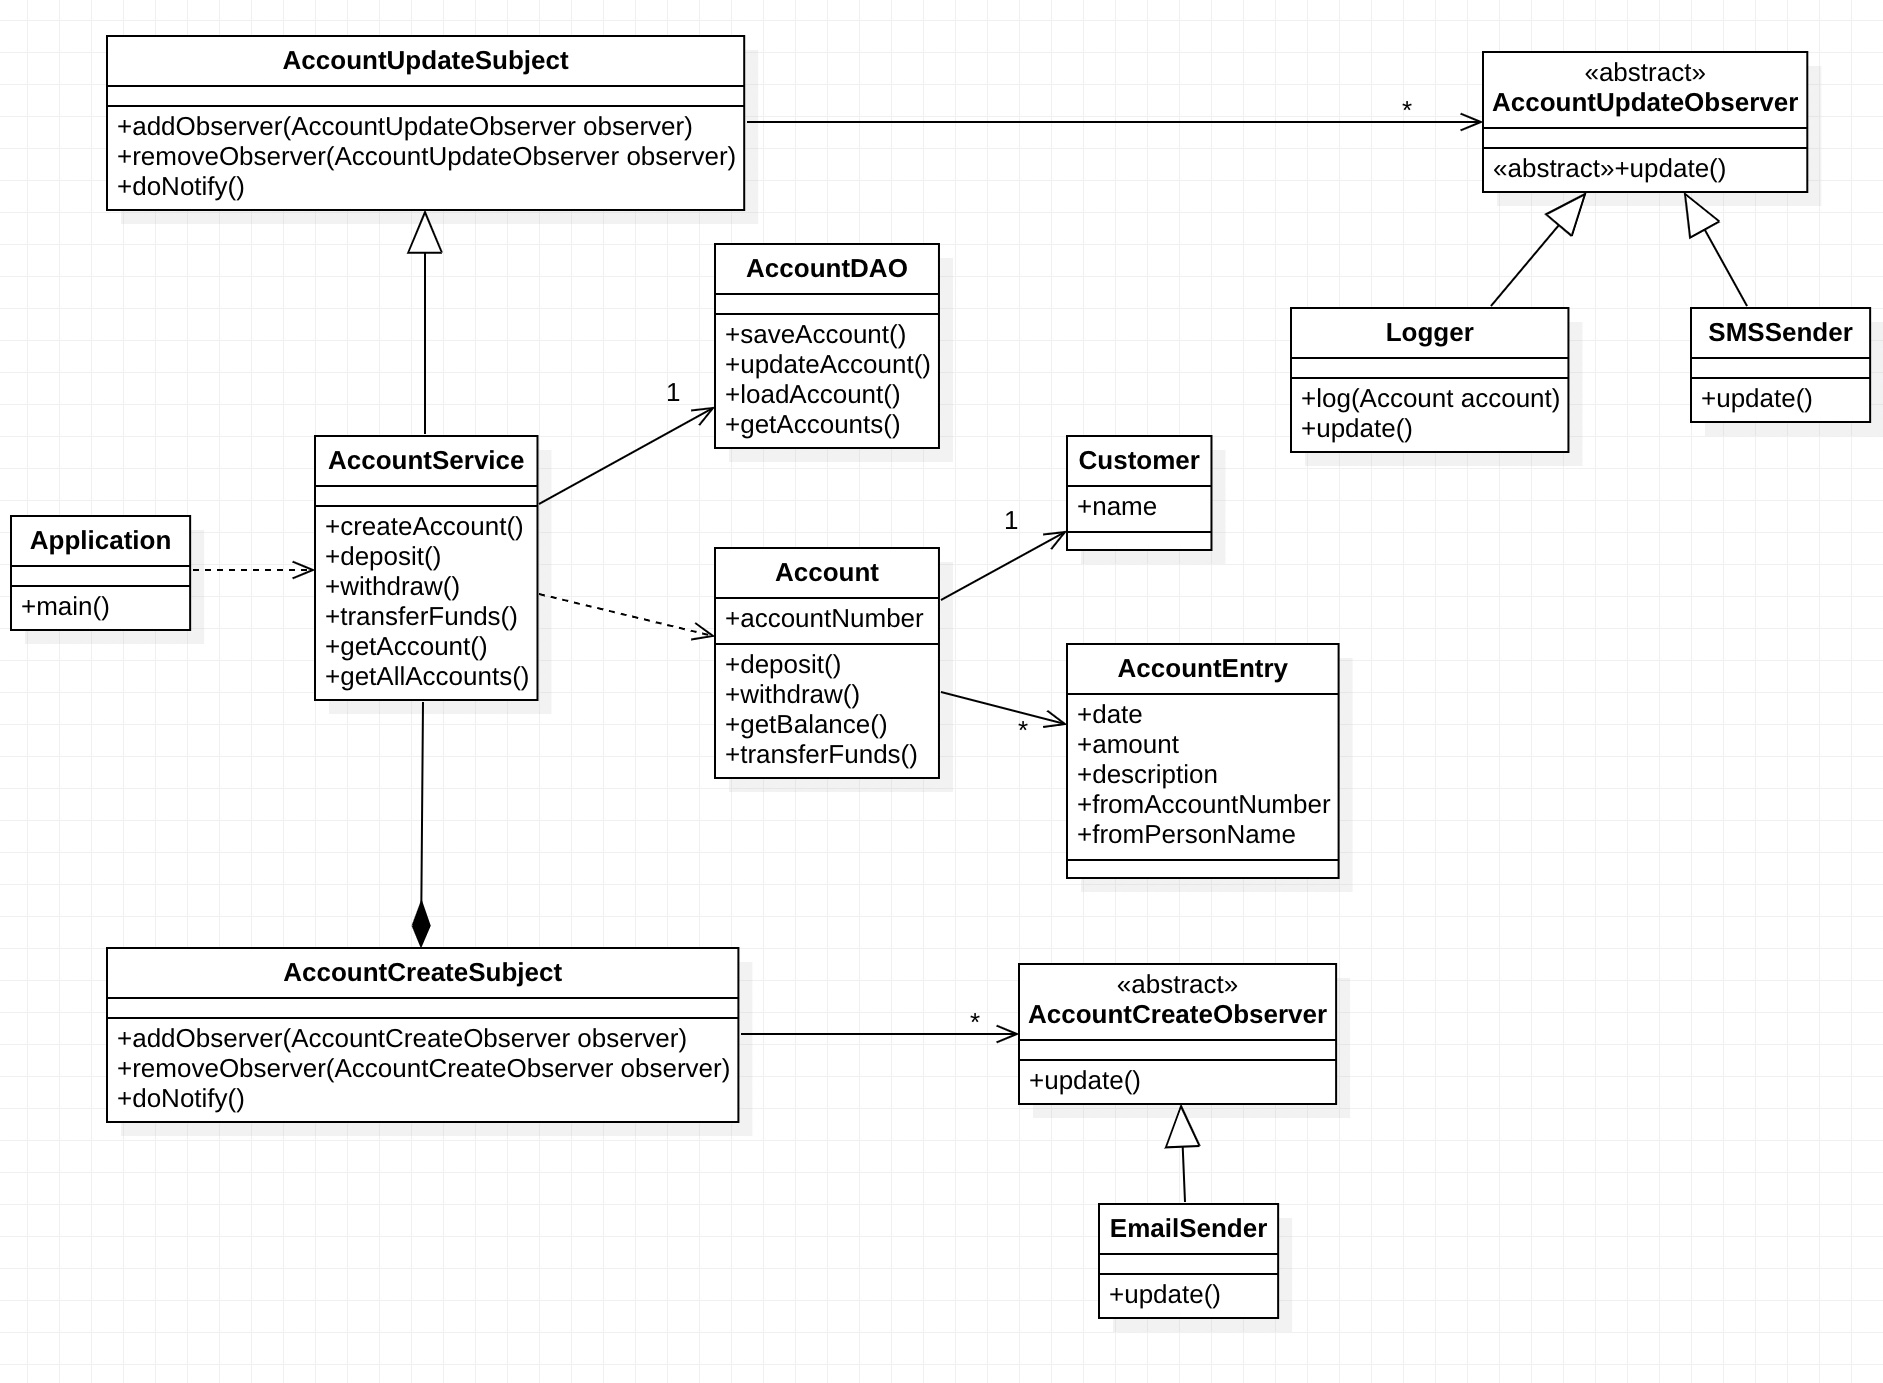 AccountUpdateSubject
+addObserver(AccountUpdateObserver observer)
+removeObserver(AccountUpdateObserver observer)
+doNotify()
*
«abstract»
AccountUpdateObserver
«abstract»+update()
AccountDAO
+saveAccount()
+updateAccount()
+loadAccount()
+getAccounts()
Logger
+log(Account account)
+update()
SMSSender
+update()
1
AccountService
+createAccount()
+deposit()
+withdraw()
+transferFunds()
+getAccount()
+getAllAccounts()
Customer
+name
1
Application
+main()
Account
+accountNumber
+deposit()
+withdraw()
+getBalance()
+transferFunds()
*
AccountEntry
+date
+amount
+description
+fromAccountNumber
+fromPersonName
AccountCreateSubject
+addObserver(AccountCreateObserver observer)
+removeObserver(AccountCreateObserver observer)
+doNotify()
*
«abstract»
AccountCreateObserver
+update()
EmailSender
+update()